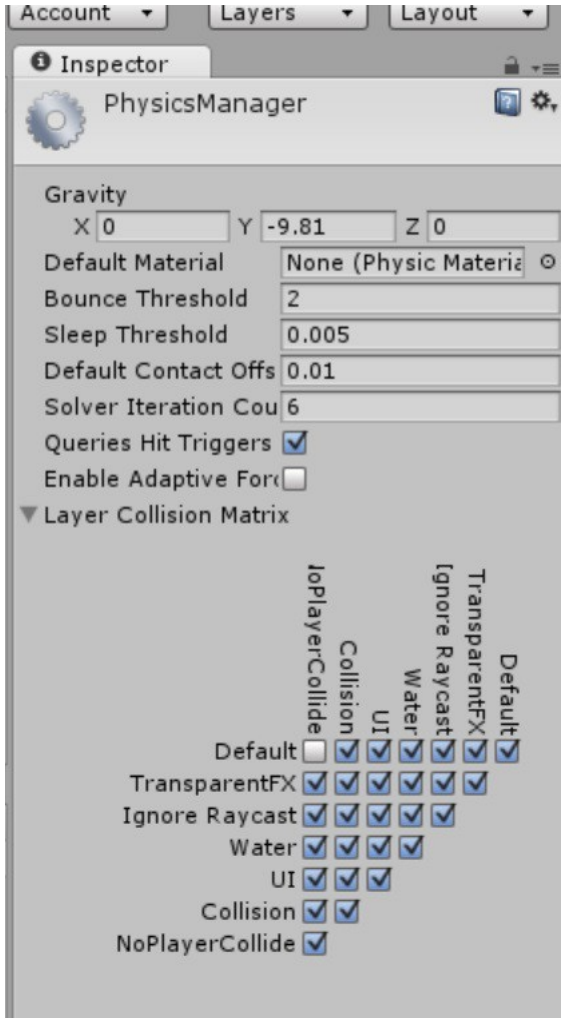 Account Layers Layout
Inspector
PhysicsManager
Gravity
X 0 Y -9.81 Z 0
Default Material None (Physic Materia
Bounce Threshold 2
Sleep Threshold 0.005
Default Contact Offs 0.01
Solver Iteration Cou 6
Queries Hit Triggers
Enable Adaptive Forc
Layer Collision Matrix
NoPlayerCollide
Collision
UI
Water
Ignore Raycast
TransparentFX
Default
Default
TransparentFX
Ignore Raycast
Water
UI
Collision
NoPlayerCollide